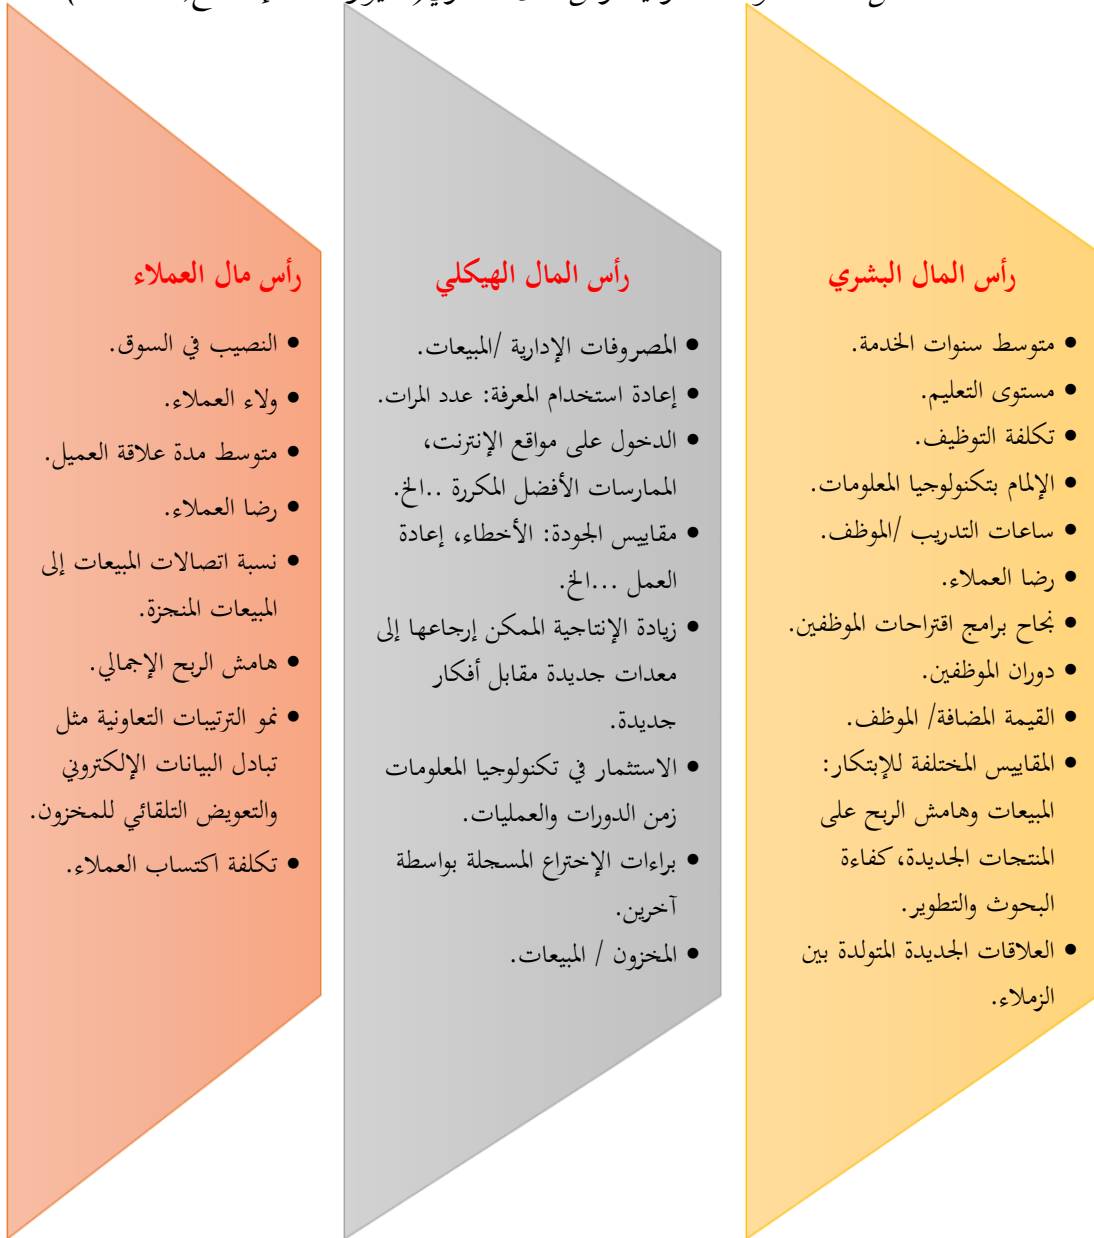 رأس المال البشري
• متوسط سنوات الخدمة.
• مستوى التعليم.
• تكلفة التوظيف.
• الإلمام بتكنولوجيا المعلومات.
• ساعات التدريب /الموظف.
• رضا العملاء.
• نجاح برامج اقتراحات الموظفين.
• دوران الموظفين.
• القيمة المضافة/ الموظف.
• المقاييس المختلفة للإبتكار:
المبيعات وهامش الربح على
المنتجات الجديدة، كفاءة
البحوث والتطوير.
• العلاقات الجديدة المتولدة بين
الزملاء.
رأس المال الهيكلي
• المصروفات الإدارية /المبيعات.
• إعادة استخدام المعرفة: عدد المرات.
• الدخول على مواقع الإنترنت،
الممارسات الأفضل المكررة ..الخ.
• مقاييس الجودة: الأخطاء، إعادة
العمل ...الخ.
• زيادة الإنتاجية الممكن إرجاعها إلى
معدات جديدة مقابل أفكار
جديدة.
• الاستثمار في تكنولوجيا المعلومات
زمن الدورات والعمليات.
• براءات الإختراع المسجلة بواسطة
آخرين.
• المخزون / المبيعات.
رأس مال العملاء
• النصيب في السوق.
• ولاء العملاء.
• متوسط مدة علاقة العميل.
• رضا العملاء.
• نسبة اتصالات المبيعات إلى
المبيعات المنجزة.
• هامش الربح الإجمالي.
• نمو الترتيبات التعاونية مثل
تبادل البيانات الإلكتروني
والتعويض التلقائي للمخزون.
• تكلفة اكتساب العملاء.